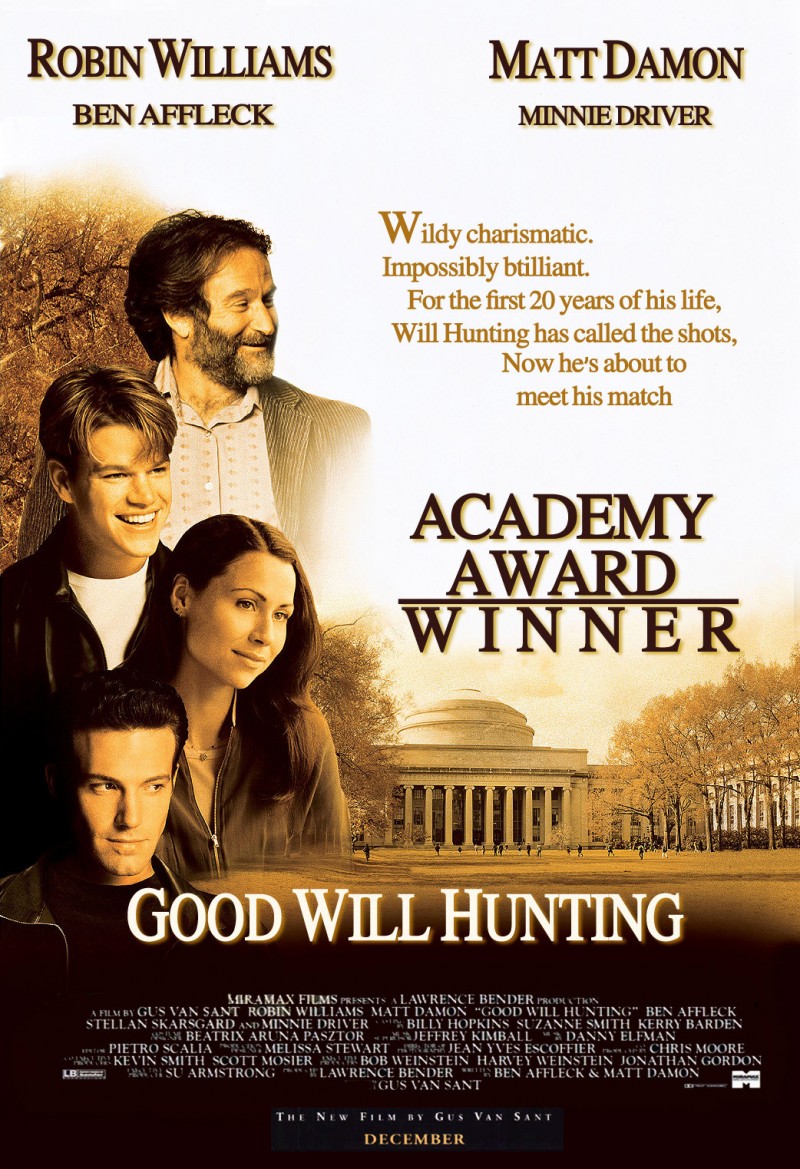 ROBIN WILLIAMS
MATT DAMON
BEN AFFLECK
MINNIE DRIVER
Wildy charismatic.
Impossibly btilliant.
For the first 20 years of his life,
Will Hunting has called the shots,
Now he's about to
meet his match
ACADEMY
AWARD
WINNER
GOOD WILL HUNTING
MIRAMAX FILMS PRESENTS A LAWRENCE BENDER PRODUCTION
A FILM BY GUS VAN SANT ROBIN WILLIAMS MATT DAMON "GOOD WILL HUNTING" BEN AFFLECK
STELLAN SKARSGARD AND MINNIE DRIVER BILLY HOPKINS SUZANNE SMITH KERRY BARDEN
BEATRIX ARUNA PASZTOR JEFFREY KIMBALL DANNY ELFMAN
PIETRO SCALIA MELISSA STEWART JEAN YVES ESCOFFIER CHRIS MOORE
KEVIN SMITH SCOTT MOSIER BOB WEINSTEIN HARVEY WEINSTEIN JONATHAN GORDON
SU ARMSTRONG LAWRENCE BENDER BEN AFFLECK & MATT DAMON
GUS VAN SANT
THE NEW FILM BY GUS VAN SANT
DECEMBER